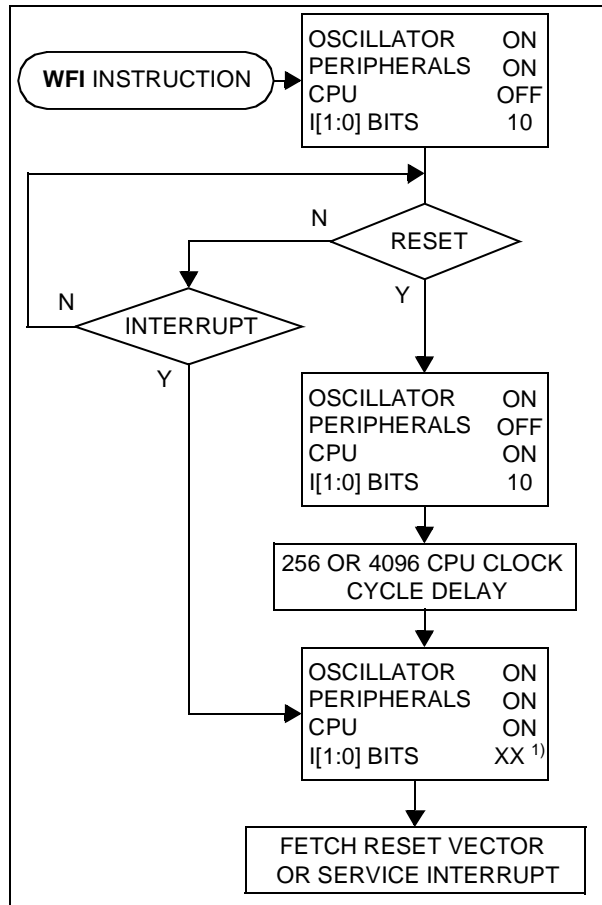 WFI INSTRUCTION
OSCILLATOR ON
PERIPHERALS ON
CPU OFF
I[1:0] BITS 10
N
RESET
Y
N
INTERRUPT
Y
OSCILLATOR ON
PERIPHERALS OFF
CPU ON
I[1:0] BITS 10
256 OR 4096 CPU CLOCK
CYCLE DELAY
OSCILLATOR ON
PERIPHERALS ON
CPU ON
I[1:0] BITS XX 1)
FETCH RESET VECTOR
OR SERVICE INTERRUPT